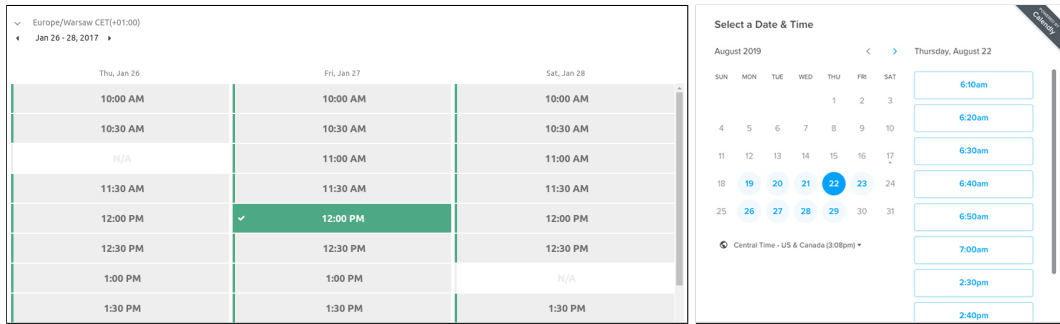 Europe/Warsaw CET(+01:00)
Jan 26 - 28, 2017
Thu, Jan 26 Fri, Jan 27 Sat, Jan 28
10:00 AM 10:00 AM 10:00 AM
10:30 AM 10:30 AM 10:30 AM
N/A 11:00 AM 11:00 AM
11:30 AM 11:30 AM 11:30 AM
12:00 PM 12:00 PM 12:00 PM
12:30 PM 12:30 PM 12:30 PM
1:00 PM 1:00 PM N/A
1:30 PM 1:30 PM 1:30 PM
Select a Date & Time
POWERED BY
Calendly
August 2019
SUN MON TUE WED THU FRI SAT
1 2 3
4 5 6 7 8 9 10
11 12 13 14 15 16 17
18 19 20 21 22 23 24
25 26 27 28 29 30 31
Central Time - US & Canada (3:08pm)
Thursday, August 22
6:10am
6:20am
6:30am
6:40am
6:50am
7:00am
2:30pm
2:40pm